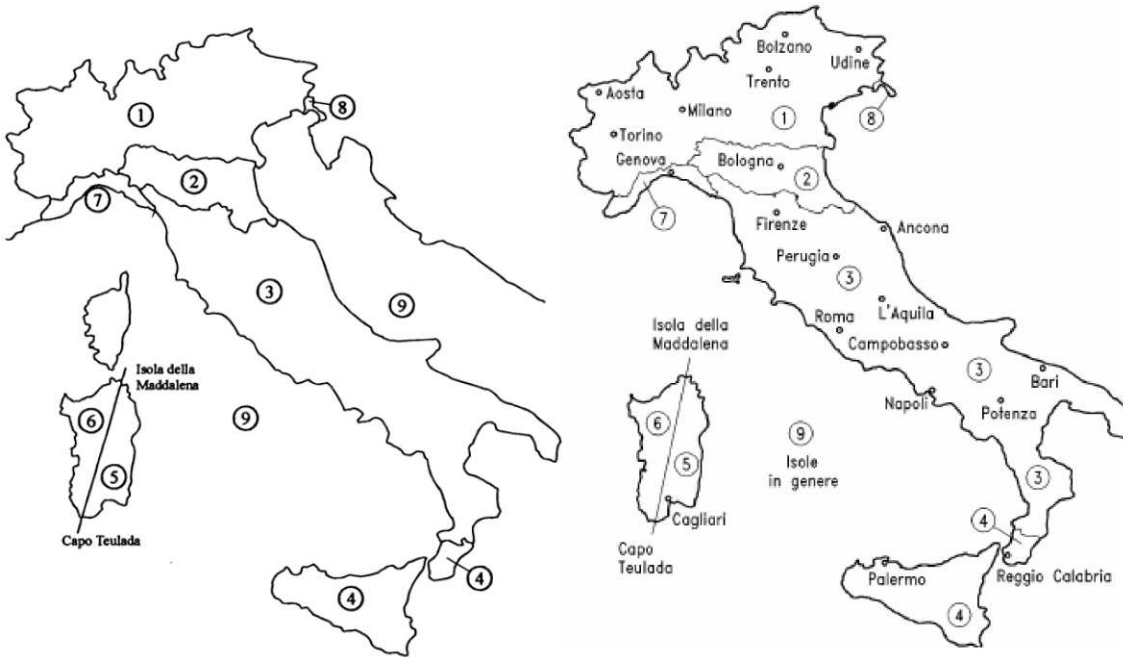 8
1
2
7
3
9
Isola della
Maddalena
6
9
5
Capo Teulada
4
4
Bolzano
Udine
Trento
Aosta
Milano
1
8
Torino
Genova
Bologna
2
7
Firenze
Ancona
Perugia
3
L'Aquila
Roma
Isola della
Maddalena
Campobasso
3
Bari
Napoli
Potenza
6
9
Isole
in genere
5
3
Cagliari
4
Capo
Teulada
Palermo
Reggio Calabria
4